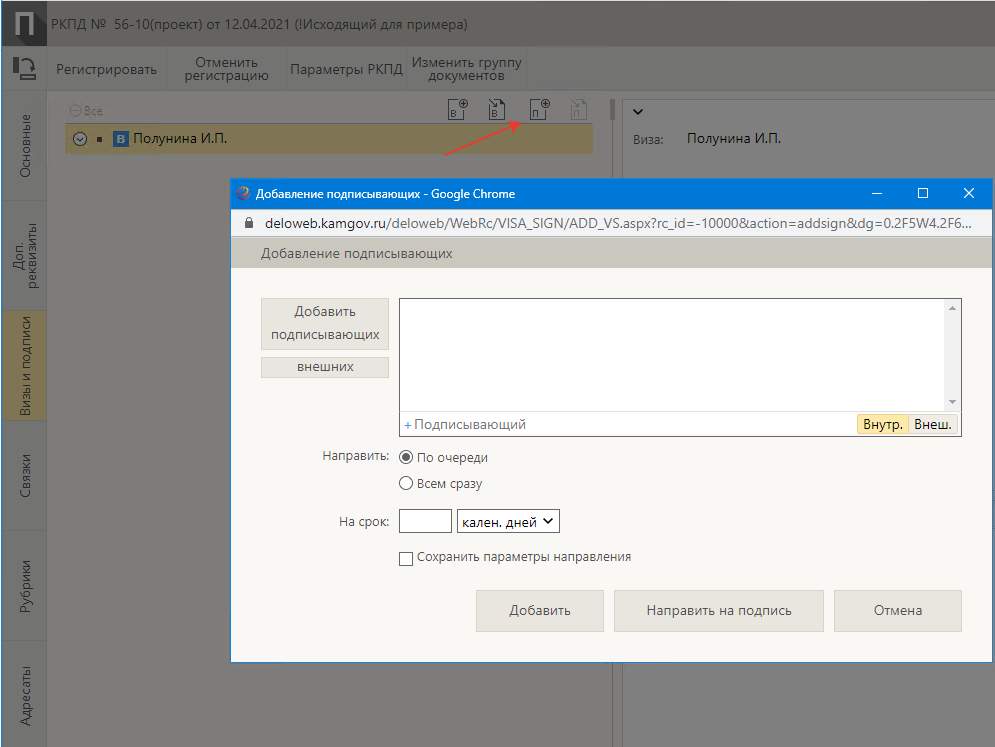 П
РКПД № 56-10(проект) от 12.04.2021 (!Исходящий для примера)
Регистрировать
Отменить
регистрацию
Параметры РКПД
Изменить группу
документов
Основные
Доп.
реквизиты
Визы и подписи
Связки
Рубрики
Адресаты
Все
В
В
П
П
В Полунина И.П.
Виза: Полунина И.П.
Добавление подписывающих - Google Chrome
deloweb.kamgov.ru/deloweb/WebRc/VISA_SIGN/ADD_VS.aspx?rc_id=-10000&action=addsign&dg=0.2F5W4.2F6...
Добавление подписывающих
Добавить
подписывающих
внешних
+ Подписывающий
Внутр. Внеш.
Направить: По очереди
Всем сразу
На срок: кален. дней
Сохранить параметры направления
Добавить
Направить на подпись
Отмена